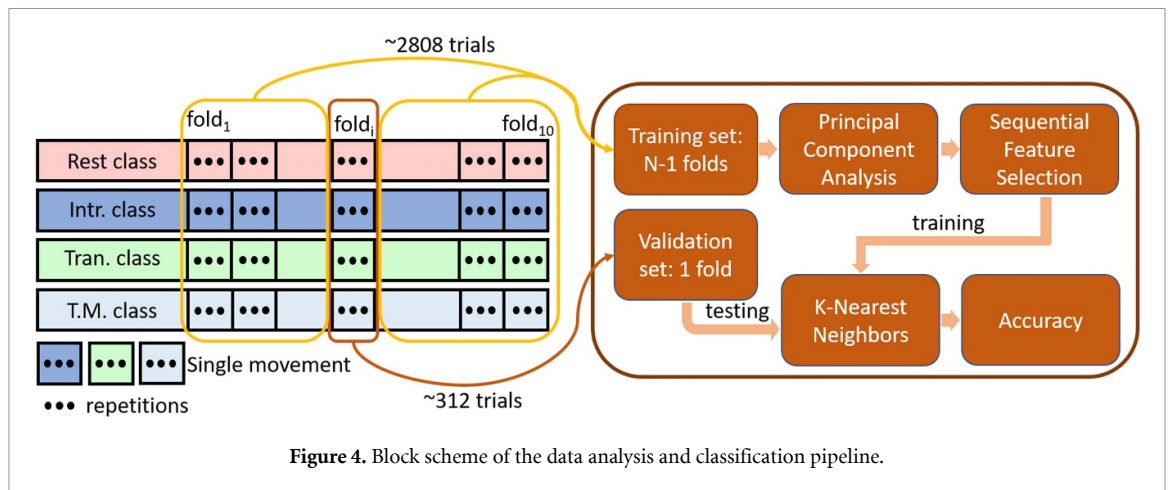 ~2808 trials
fold1
foldi
fold10
Rest class
Intr. class
Tran. class
T.M. class
Single movement
••• repetitions
~312 trials
Training set:
N-1 folds
Principal
Component
Analysis
Sequential
Feature
Selection
training
Validation
set: 1 fold
testing
K-Nearest
Neighbors
Accuracy
Figure 4. Block scheme of the data analysis and classification pipeline.